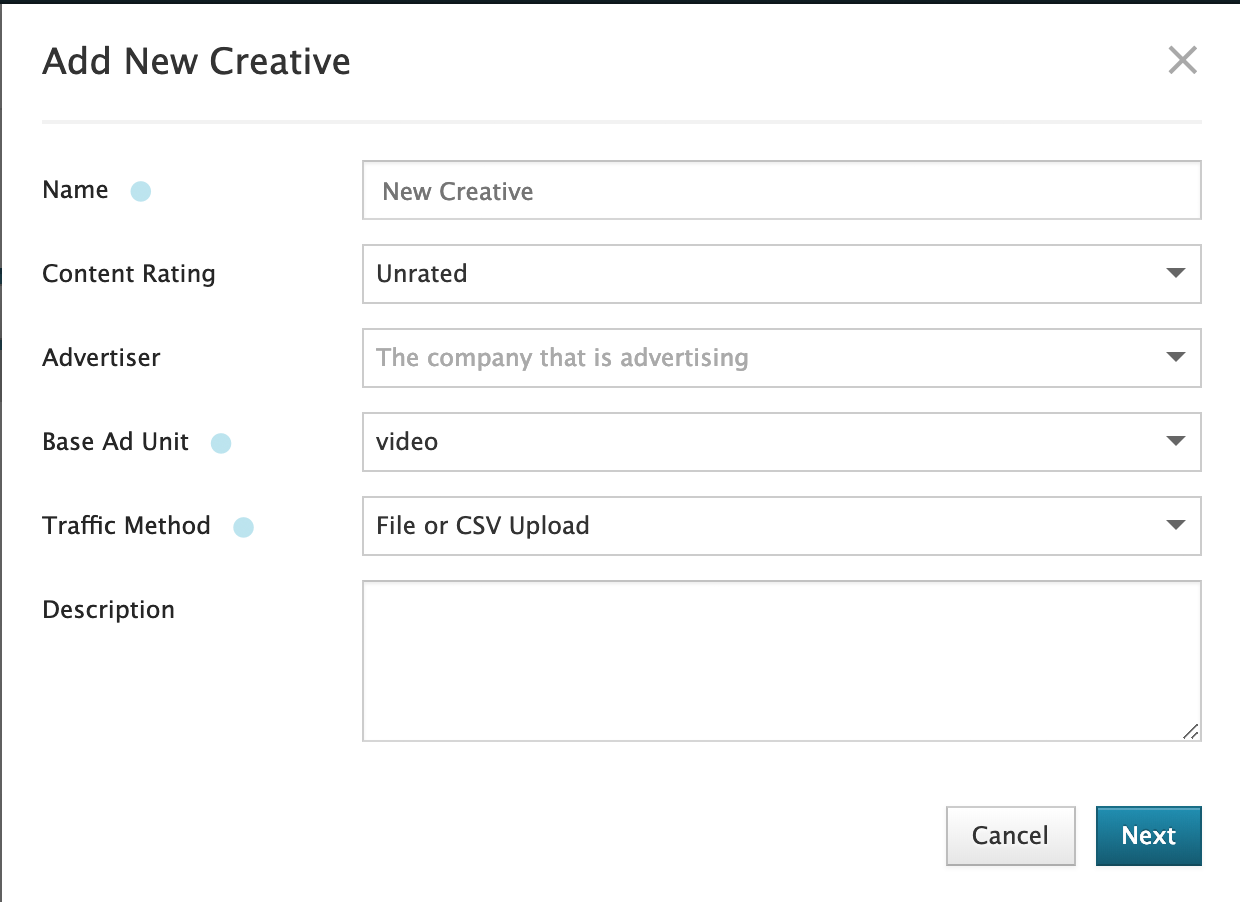 Add New Creative
Name
New Creative
Content Rating
Unrated
Advertiser
The company that is advertising
Base Ad Unit
video
Traffic Method
File or CSV Upload
Description
Cancel
Next